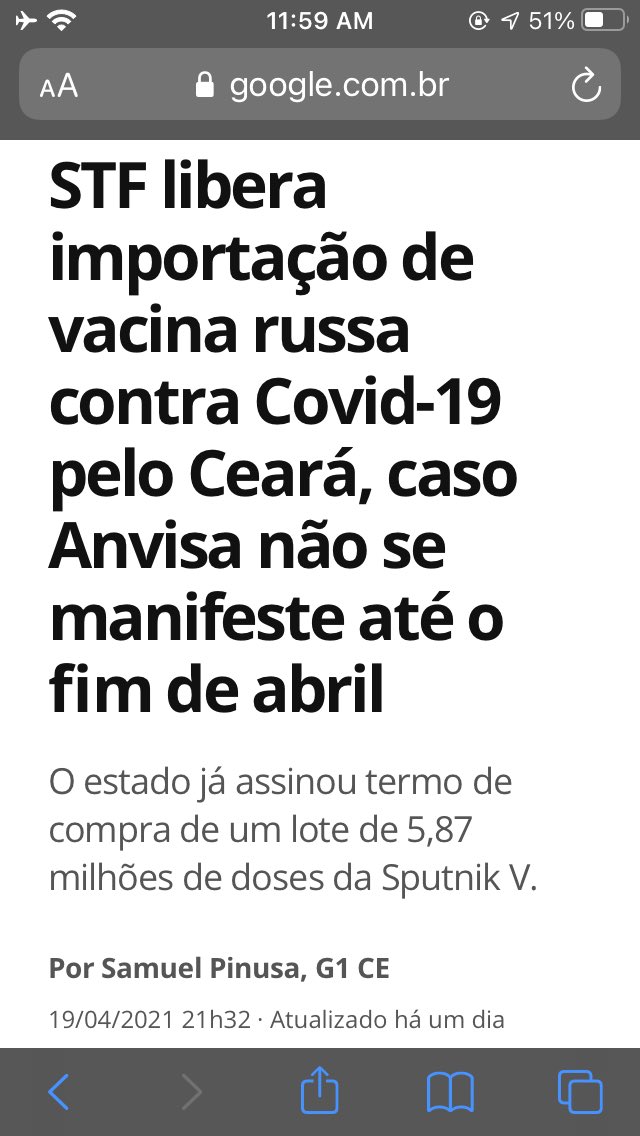 11:59 AM 51%
AA google.com.br
STF libera
importação de
vacina russa
contra Covid-19
pelo Ceará, caso
Anvisa não se
manifeste até o
fim de abril
O estado já assinou termo de
compra de um lote de 5,87
milhões de doses da Sputnik V.
Por Samuel Pinusa, G1 CE
19/04/2021 21h32 · Atualizado há um dia